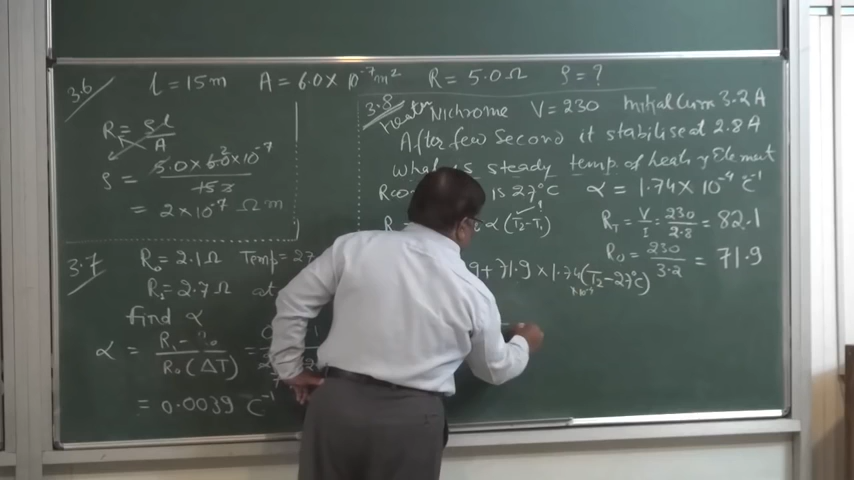 3.6 l = 15 m A = 6.0 × 10⁻⁷ m² R = 5.0 Ω ρ = ?
R = ρl/A
ρ = 5.0 × 6.0 × 10⁻⁷ / 15
= 2 × 10⁻⁷ Ω m
3.7 R₀ = 2.1 Ω Temp = 27
R₁ = 2.7 Ω at
find α
α = R₁ - R₀ / R₀ (ΔT) =
= 0.0039 C⁻¹
3.8 Heater Nichrome V = 230 Initial Curr 3.2 A
After few Second it stabilised 2.8 A
What is steady temp. of heatng Element
is 27°C α = 1.74 × 10⁻⁴ C⁻¹
α (T₂ - T₁) R_T = V/I = 230/2.8 = 82.1
R₀ = 230/3.2 = 71.9
9 + 71.9 × 1.74 (T₂ - 27°C)